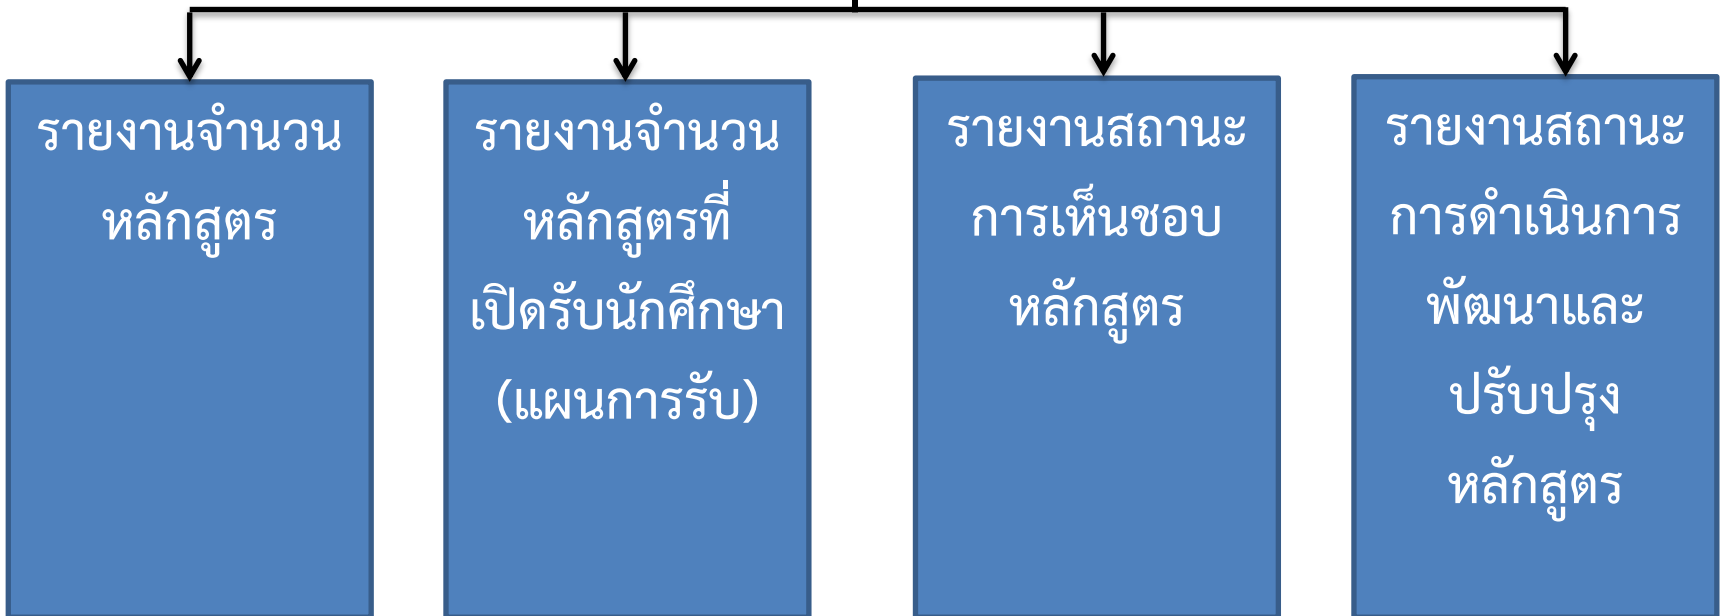 รายงานจำนวน
หลักสูตร
รายงานจำนวน
หลักสูตรที่
เปิดรับนักศึกษา
(แผนการรับ)
รายงานสถานะ
การเห็นชอบ
หลักสูตร
รายงานสถานะ
การดำเนินการ
พัฒนาและ
ปรับปรุง
หลักสูตร